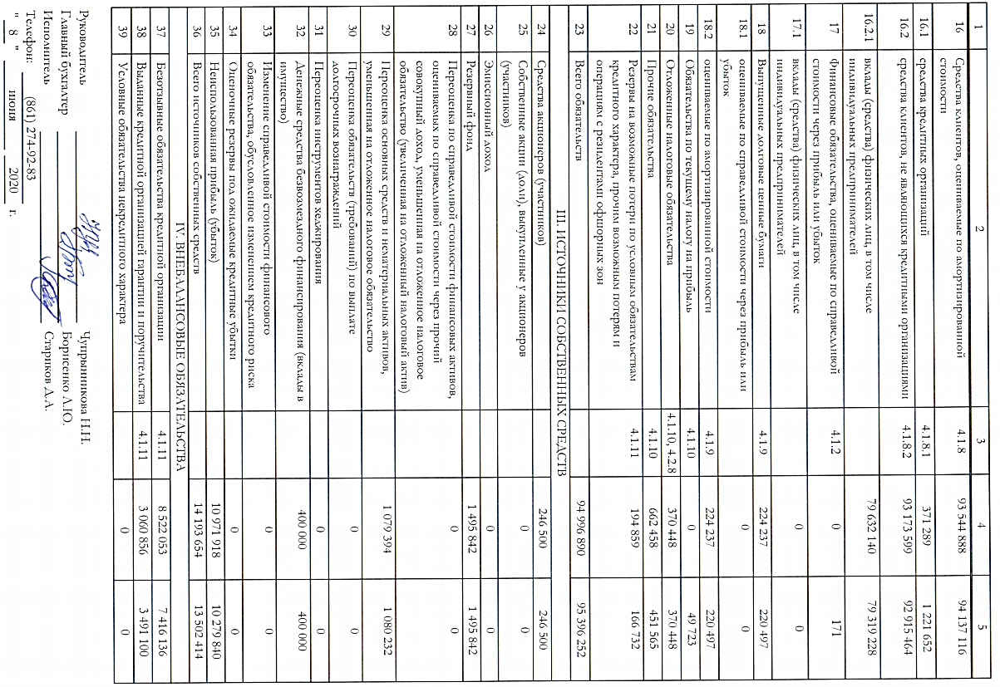 1 2 3 4 5
16 Средства клиентов, оцениваемые по амортизированной
стоимости 4.1.8 93 544 888 94 137 116
16.1 средства кредитных организаций 4.1.8.1 371 289 1 221 652
16.2 средства клиентов, не являющихся кредитными организациями 4.1.8.2 93 173 599 92 915 464
16.2.1 вклады (средства) физических лиц, в том числе
индивидуальных предпринимателей 79 632 140 79 319 228
17 Финансовые обязательства, оцениваемые по справедливой
стоимости через прибыль или убыток 4.1.2 0 171
17.1 вклады (средства) физических лиц, в том числе
индивидуальных предпринимателей 0 0
18 Выпущенные долговые ценные бумаги 4.1.9 224 237 220 497
18.1 оцениваемые по справедливой стоимости через прибыль или
убыток 0 0
18.2 оцениваемые по амортизированной стоимости 4.1.9 224 237 220 497
19 Обязательства по текущему налогу на прибыль 4.1.10 0 49 723
20 Отложенные налоговые обязательства 4.1.10, 4.2.8 370 448 370 448
21 Прочие обязательства 4.1.10 662 458 451 565
22 Резервы на возможные потери по условным обязательствам
кредитного характера, прочим возможным потерям и
операциям с резидентами офшорных зон 4.1.11 194 859 166 732
23 Всего обязательств 94 996 890 95 396 252
III. ИСТОЧНИКИ СОБСТВЕННЫХ СРЕДСТВ
24 Средства акционеров (участников) 246 500 246 500
25 Собственные акции (доли), выкупленные у акционеров
(участников) 0 0
26 Эмиссионный доход 0 0
27 Резервный фонд 1 495 842 1 495 842
28 Переоценка по справедливой стоимости финансовых активов,
оцениваемых по справедливой стоимости через прочий
совокупный доход, уменьшенная на отложенное налоговое
обязательство (увеличенная на отложенный налоговый актив) 0 0
29 Переоценка основных средств и нематериальных активов,
уменьшенная на отложенное налоговое обязательство 1 079 394 1 080 232
30 Переоценка обязательств (требований) по выплате
долгосрочных вознаграждений 0 0
31 Переоценка инструментов хеджирования 0 0
32 Денежные средства безвозмездного финансирования (вклады в
имущество) 400 000 400 000
33 Изменение справедливой стоимости финансового
обязательства, обусловленное изменением кредитного риска 0 0
34 Оценочные резервы под ожидаемые кредитные убытки 0 0
35 Неиспользованная прибыль (убыток) 10 971 918 10 279 840
36 Всего источников собственных средств 14 193 654 13 502 414
IV. ВНЕБАЛАНСОВЫЕ ОБЯЗАТЕЛЬСТВА
37 Безотзывные обязательства кредитной организации 4.1.11 8 522 053 7 416 136
38 Выданные кредитной организацией гарантии и поручительства 4.1.11 3 060 856 3 491 100
39 Условные обязательства некредитного характера 0 0
Руководитель Чупрынникова Н.Н.
Главный бухгалтер Борисенко А.Ю.
Исполнитель Стариков Д.А.
Телефон: (861) 274-92-83
" 8 " июня 2020 г.